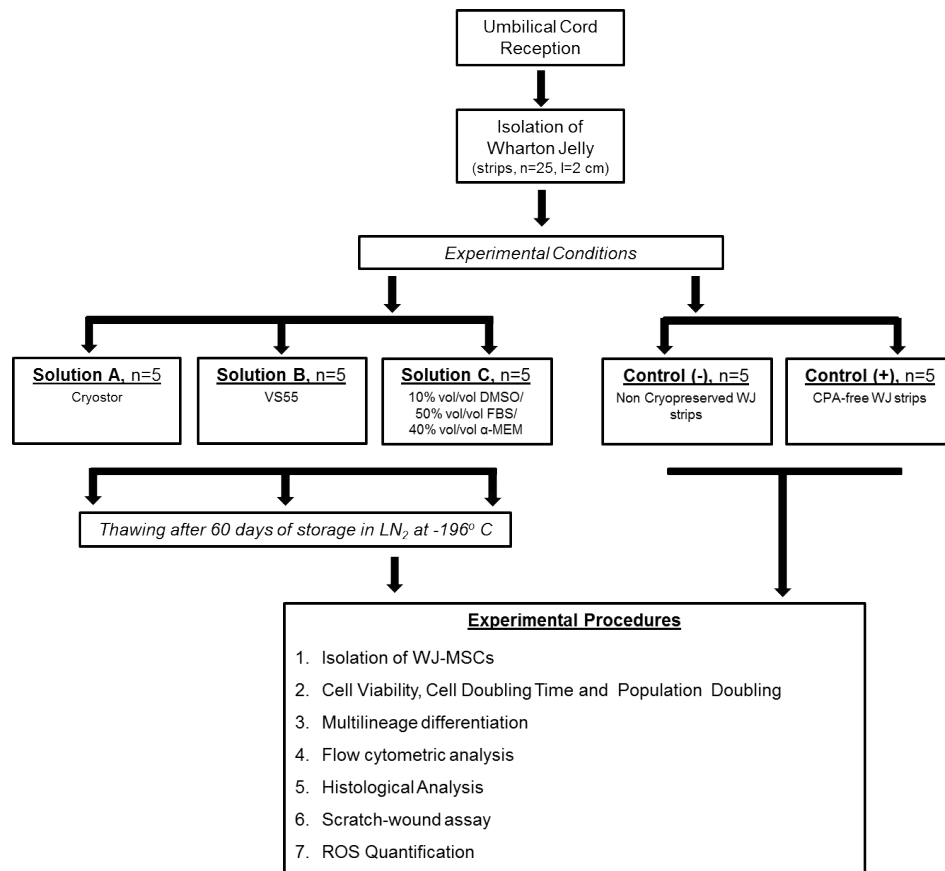 Umbilical Cord
Reception
Isolation of
Wharton Jelly
(strips, n=25, l=2 cm)
Experimental Conditions
Solution A, n=5
Cryostor
Solution B, n=5
VS55
Solution C, n=5
10% vol/vol DMSO/
50% vol/vol FBS/
40% vol/vol α-MEM
Control (-), n=5
Non Cryopreserved WJ
strips
Control (+), n=5
CPA-free WJ strips
Thawing after 60 days of storage in LN₂ at -196° C
Experimental Procedures
1. Isolation of WJ-MSCs
2. Cell Viability, Cell Doubling Time and Population Doubling
3. Multilineage differentiation
4. Flow cytometric analysis
5. Histological Analysis
6. Scratch-wound assay
7. ROS Quantification